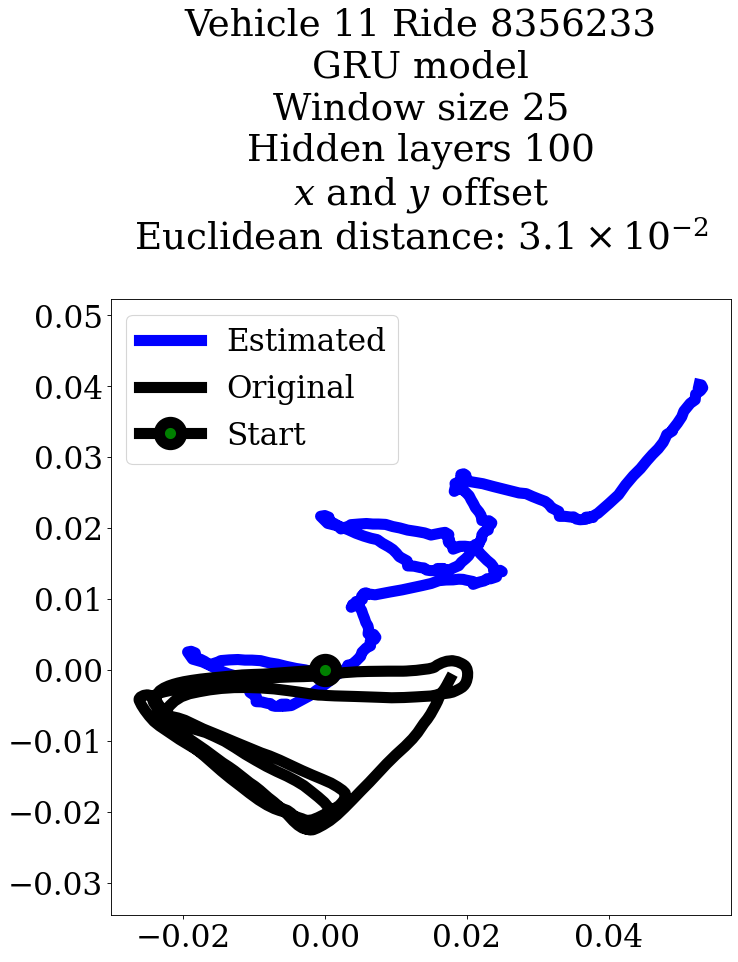 Vehicle 11 Ride 8356233
GRU model
Window size 25
Hidden layers 100
x and y offset
Euclidean distance: 3.1 × 10⁻²
Estimated
Original
Start
0.05
0.04
0.03
0.02
0.01
0.00
−0.01
−0.02
−0.03
−0.02 0.00 0.02 0.04